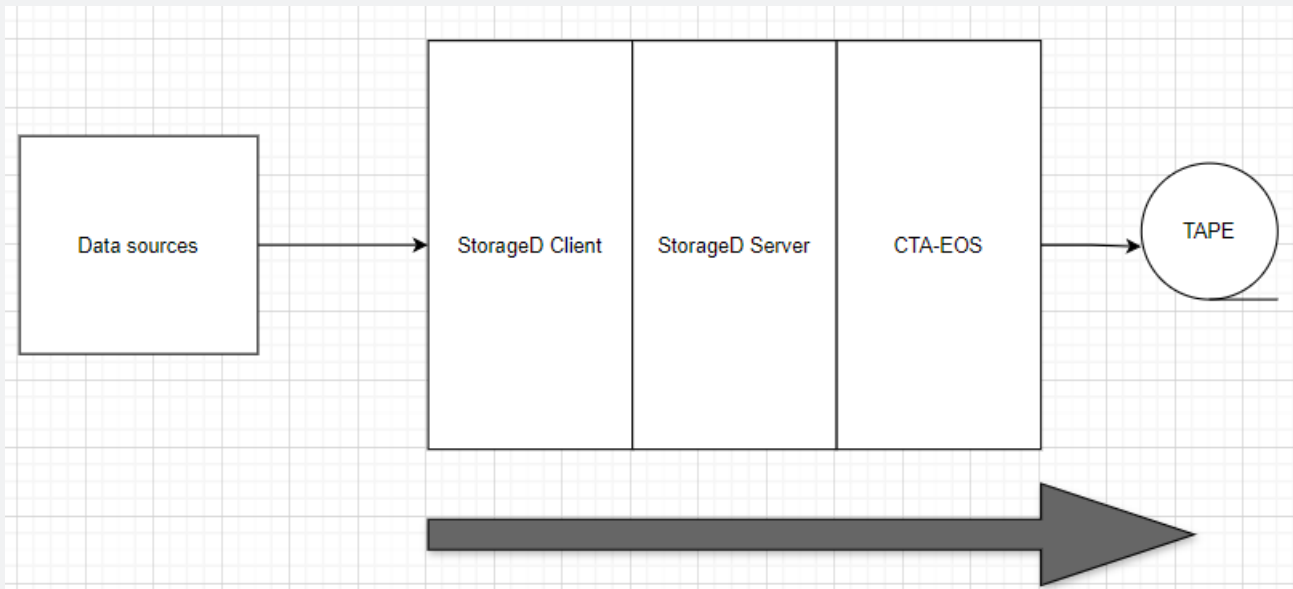 Data sources
StorageD Client
StorageD Server
CTA-EOS
TAPE